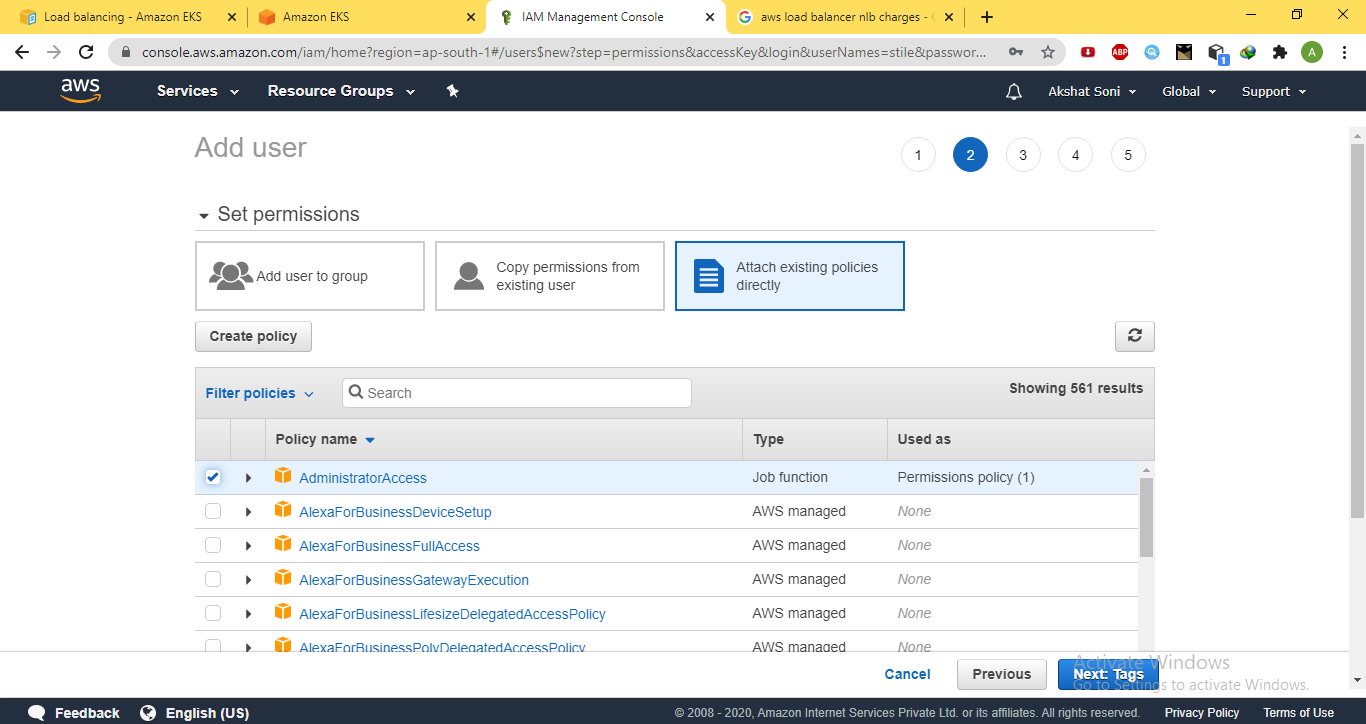 Load balancing - Amazon EKS
Amazon EKS
IAM Management Console
aws load balancer nlb charges -
console.aws.amazon.com/iam/home?region=ap-south-1#/users$new?step=permissions&accessKey&login&userNames=stile&passwor...
ABP
1
A
aws
Services
Resource Groups
Akshat Soni
Global
Support
Add user
1
2
3
4
5
Set permissions
Add user to group
Copy permissions from
existing user
Attach existing policies
directly
Create policy
Filter policies
Search
Showing 561 results
Policy name
Type
Used as
AdministratorAccess
Job function
Permissions policy (1)
AlexaForBusinessDeviceSetup
AWS managed
None
AlexaForBusinessFullAccess
AWS managed
None
AlexaForBusinessGatewayExecution
AWS managed
None
AlexaForBusinessLifesizeDelegatedAccessPolicy
AWS managed
None
AlexaForBusinessPolyDelegatedAccessPolicy
AWS managed
None
Cancel
Previous
Next: Tags
Activate Windows
Go to Settings to activate Windows.
Feedback
English (US)
© 2008 - 2020, Amazon Internet Services Private Ltd. or its affiliates. All rights reserved.
Privacy Policy
Terms of Use